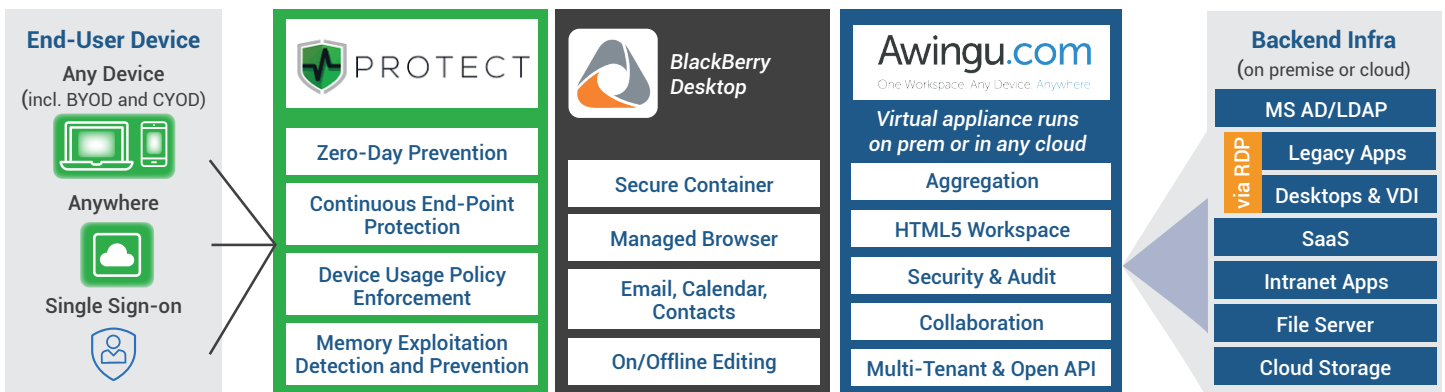 End-User Device
Any Device
(incl. BYOD and CYOD)
Anywhere
Single Sign-on
PROTECT
Zero-Day Prevention
Continuous End-Point
Protection
Device Usage Policy
Enforcement
Memory Exploitation
Detection and Prevention
BlackBerry
Desktop
Secure Container
Managed Browser
Email, Calendar,
Contacts
On/Offline Editing
Awingu.com
One Workspace. Any Device. Anywhere
Virtual appliance runs
on prem or in any cloud
Aggregation
HTML5 Workspace
Security & Audit
Collaboration
Multi-Tenant & Open API
Backend Infra
(on premise or cloud)
MS AD/LDAP
via RDP
Legacy Apps
Desktops & VDI
SaaS
Intranet Apps
File Server
Cloud Storage